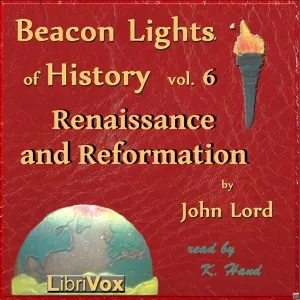 Beacon Lights
of History vol. 6
Renaissance
and Reformation
by
John Lord
read by
K. Hand
LibriVox